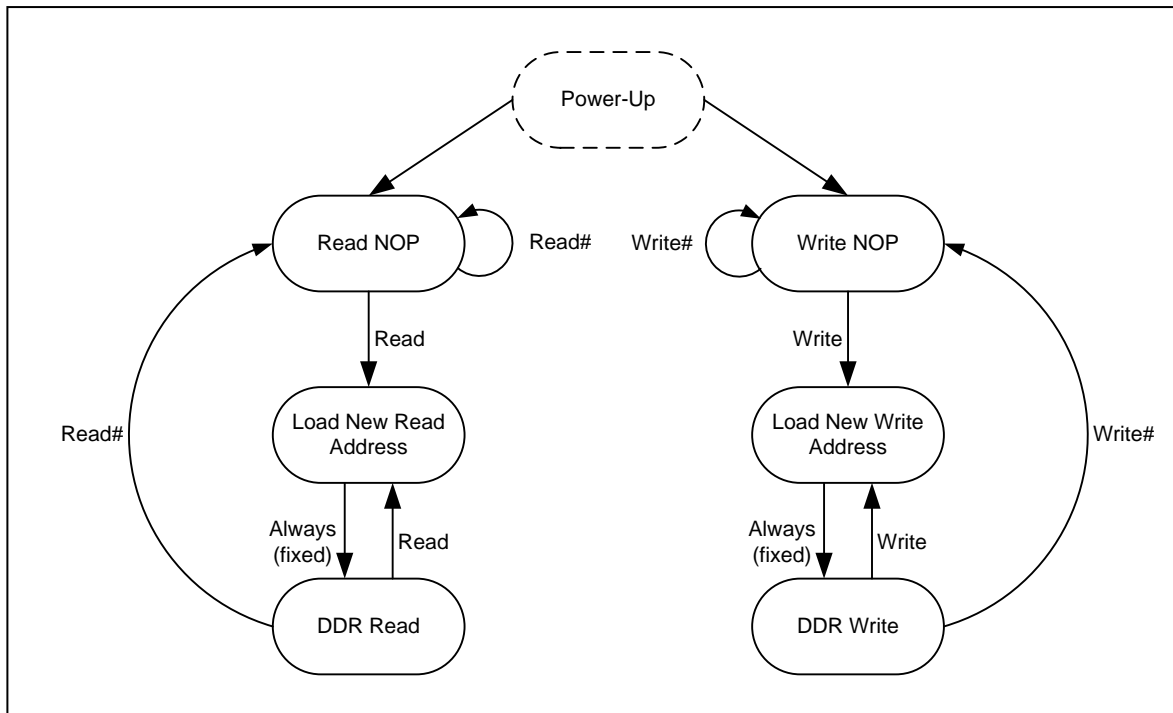 Power-Up
Read NOP
Read#
Write#
Write NOP
Read
Write
Load New Read
Address
Load New Write
Address
Read#
Write#
Always
(fixed)
Read
Always
(fixed)
Write
DDR Read
DDR Write